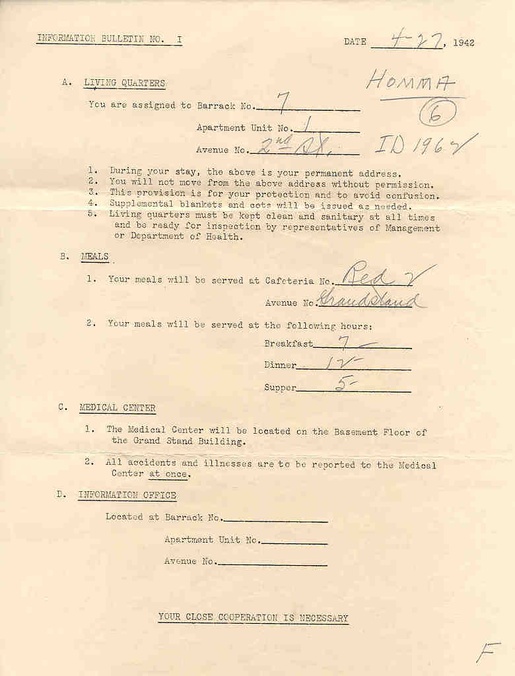 INFORMATION BULLETIN NO. I
DATE 4-27, 1942
HOMMA
6
A. LIVING QUARTERS
You are assigned to Barrack No. 7
Apartment Unit No. 1
Avenue No. 2nd St.
ID 1962
1. During your stay, the above is your permanent address.
2. You will not move from the above address without permission.
3. This provision is for your protection and to avoid confusion.
4. Supplemental blankets and cots will be issued as needed.
5. Living quarters must be kept clean and sanitary at all times
and be ready for inspection by representatives of Management
or Department of Health.
B. MEALS
1. Your meals will be served at Cafeteria No. Red 2
Avenue No. Grandstand
2. Your meals will be served at the following hours:
Breakfast 7 —
Dinner 12
Supper 5-
C. MEDICAL CENTER
1. The Medical Center will be located on the Basement Floor of
the Grand Stand Building.
2. All accidents and illnesses are to be reported to the Medical
Center at once.
D. INFORMATION OFFICE
Located at Barrack No.
Apartment Unit No.
Avenue No.
YOUR CLOSE COOPERATION IS NECESSARY
F